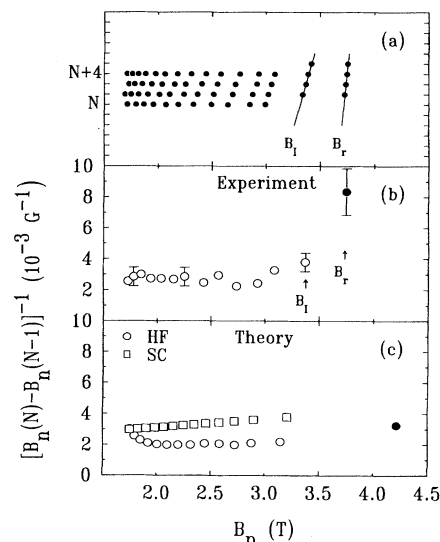 (a)
N+4
N
B_I B_r
10
Experiment
(b)
8
6
4
2
B_I
B_r
10
○ HF Theory (c)
□ SC
8
6
4
2
0
2.0 2.5 3.0 3.5 4.0 4.5
B_n (T)
[B_n(N)−B_n(N−1)]^{-1} (10^{-3} G^{-1})